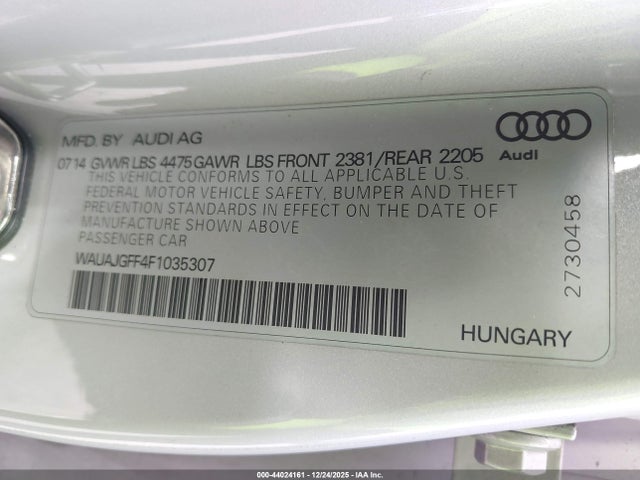 MFD. BY AUDI AG
0714 GVWR LBS 4475 GAWR LBS FRONT 2381/REAR 2205
THIS VEHICLE CONFORMS TO ALL APPLICABLE U.S.
FEDERAL MOTOR VEHICLE SAFETY, BUMPER AND THEFT
PREVENTION STANDARDS IN EFFECT ON THE DATE OF
MANUFACTURE SHOWN ABOVE
PASSENGER CAR
WAUAJGFF4F1035307
Audi
2730458
HUNGARY
000-44024161 - 12/24/2025 - IAA Inc.